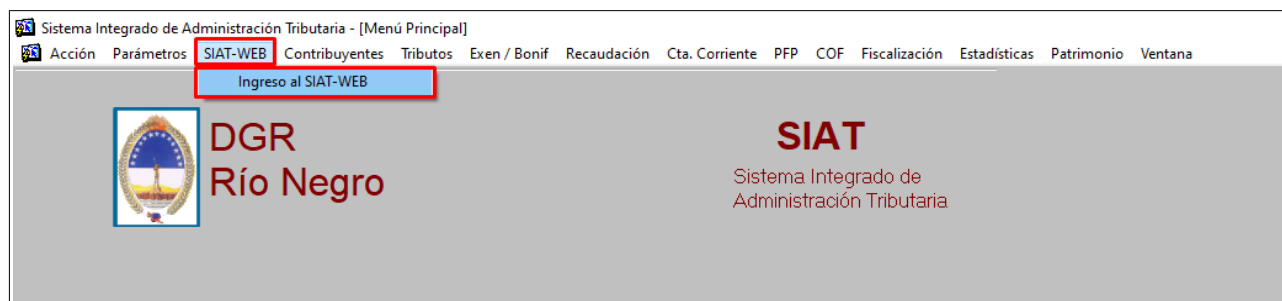 Sistema Integrado de Administración Tributaria - [Menú Principal]
Acción Parámetros SIAT-WEB Contribuyentes Tributos Exen / Bonif Recaudación Cta. Corriente PFP COF Fiscalización Estadísticas Patrimonio Ventana
Ingreso al SIAT-WEB
DGR
Río Negro
SIAT
Sistema Integrado de
Administración Tributaria